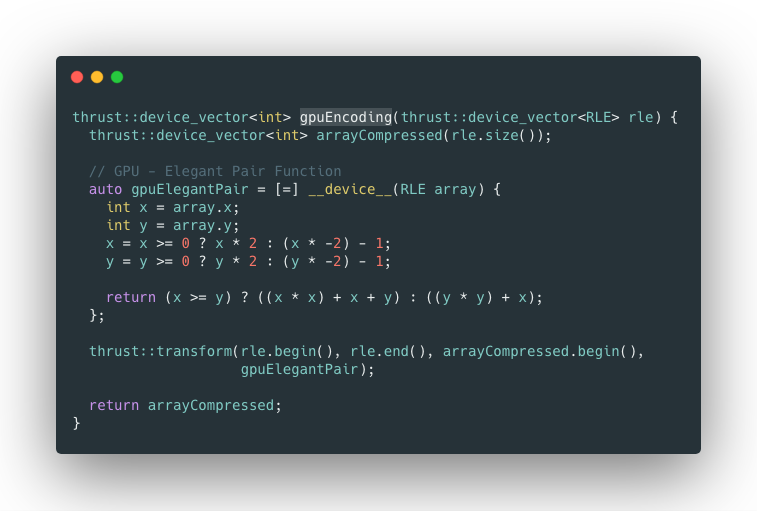 thrust::device_vector<int> gpuEncoding(thrust::device_vector<RLE> rle) {
  thrust::device_vector<int> arrayCompressed(rle.size());

  // GPU - Elegant Pair Function
  auto gpuElegantPair = [=] __device__(RLE array) {
    int x = array.x;
    int y = array.y;
    x = x >= 0 ? x * 2 : (x * -2) - 1;
    y = y >= 0 ? y * 2 : (y * -2) - 1;

    return (x >= y) ? ((x * x) + x + y) : ((y * y) + x);
  };

  thrust::transform(rle.begin(), rle.end(), arrayCompressed.begin(),
                    gpuElegantPair);

  return arrayCompressed;
}